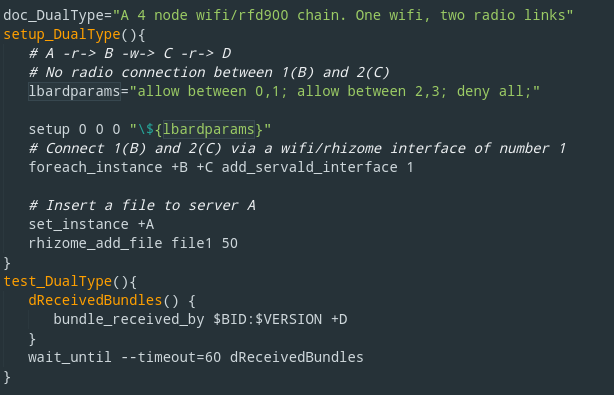 doc_DualType="A 4 node wifi/rfd900 chain. One wifi, two radio links"
setup_DualType(){
   # A -r-> B -w-> C -r-> D
   # No radio connection between 1(B) and 2(C)
   lbardparams="allow between 0,1; allow between 2,3; deny all;"

   setup 0 0 0 "\${lbardparams}"
   # Connect 1(B) and 2(C) via a wifi/rhizome interface of number 1
   foreach_instance +B +C add_servald_interface 1

   # Insert a file to server A
   set_instance +A
   rhizome_add_file file1 50
}
test_DualType(){
   dReceivedBundles() {
      bundle_received_by $BID:$VERSION +D
   }
   wait_until --timeout=60 dReceivedBundles
}